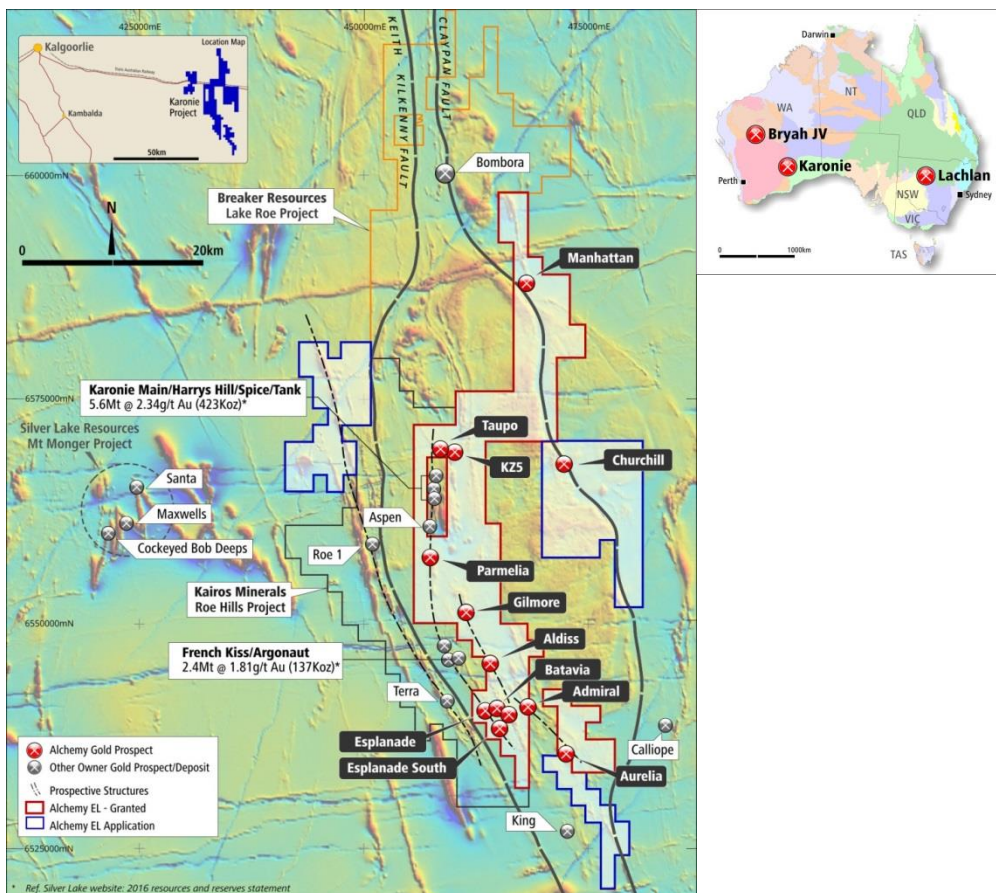 425000mE
450000mE
475000mE
Kalgoorlie
Location Map
Trans Australian Railway
Karonie
Project
Kambalda
50km
KEITH - KILKENNY FAULT
CLAYPAN FAULT
660000mN
Bombora
Breaker Resources
Lake Roe Project
N
0
20km
Manhattan
6575000mN
Karonie Main/Harrys Hill/Spice/Tank
5.6Mt @ 2.34g/t Au (423Koz)*
Silver Lake Resources
Mt Monger Project
Taupo
KZ5
Churchill
Santa
Maxwells
Cockeyed Bob Deeps
Aspen
Roe 1
Parmelia
Kairos Minerals
Roe Hills Project
Gilmore
6550000mN
French Kiss/Argonaut
2.4Mt @ 1.81g/t Au (137Koz)*
Aldiss
Batavia
Admiral
Terra
Esplanade
Esplanade South
Calliope
Aurelia
King
Alchemy Gold Prospect
Other Owner Gold Prospect/Deposit
Prospective Structures
Alchemy EL - Granted
Alchemy EL Application
6525000mN
* Ref. Silver Lake website: 2016 resources and reserves statement
Darwin
NT
WA
QLD
Bryah JV
Karonie
Lachlan
Perth
NSW
Sydney
VIC
TAS
0
1000km